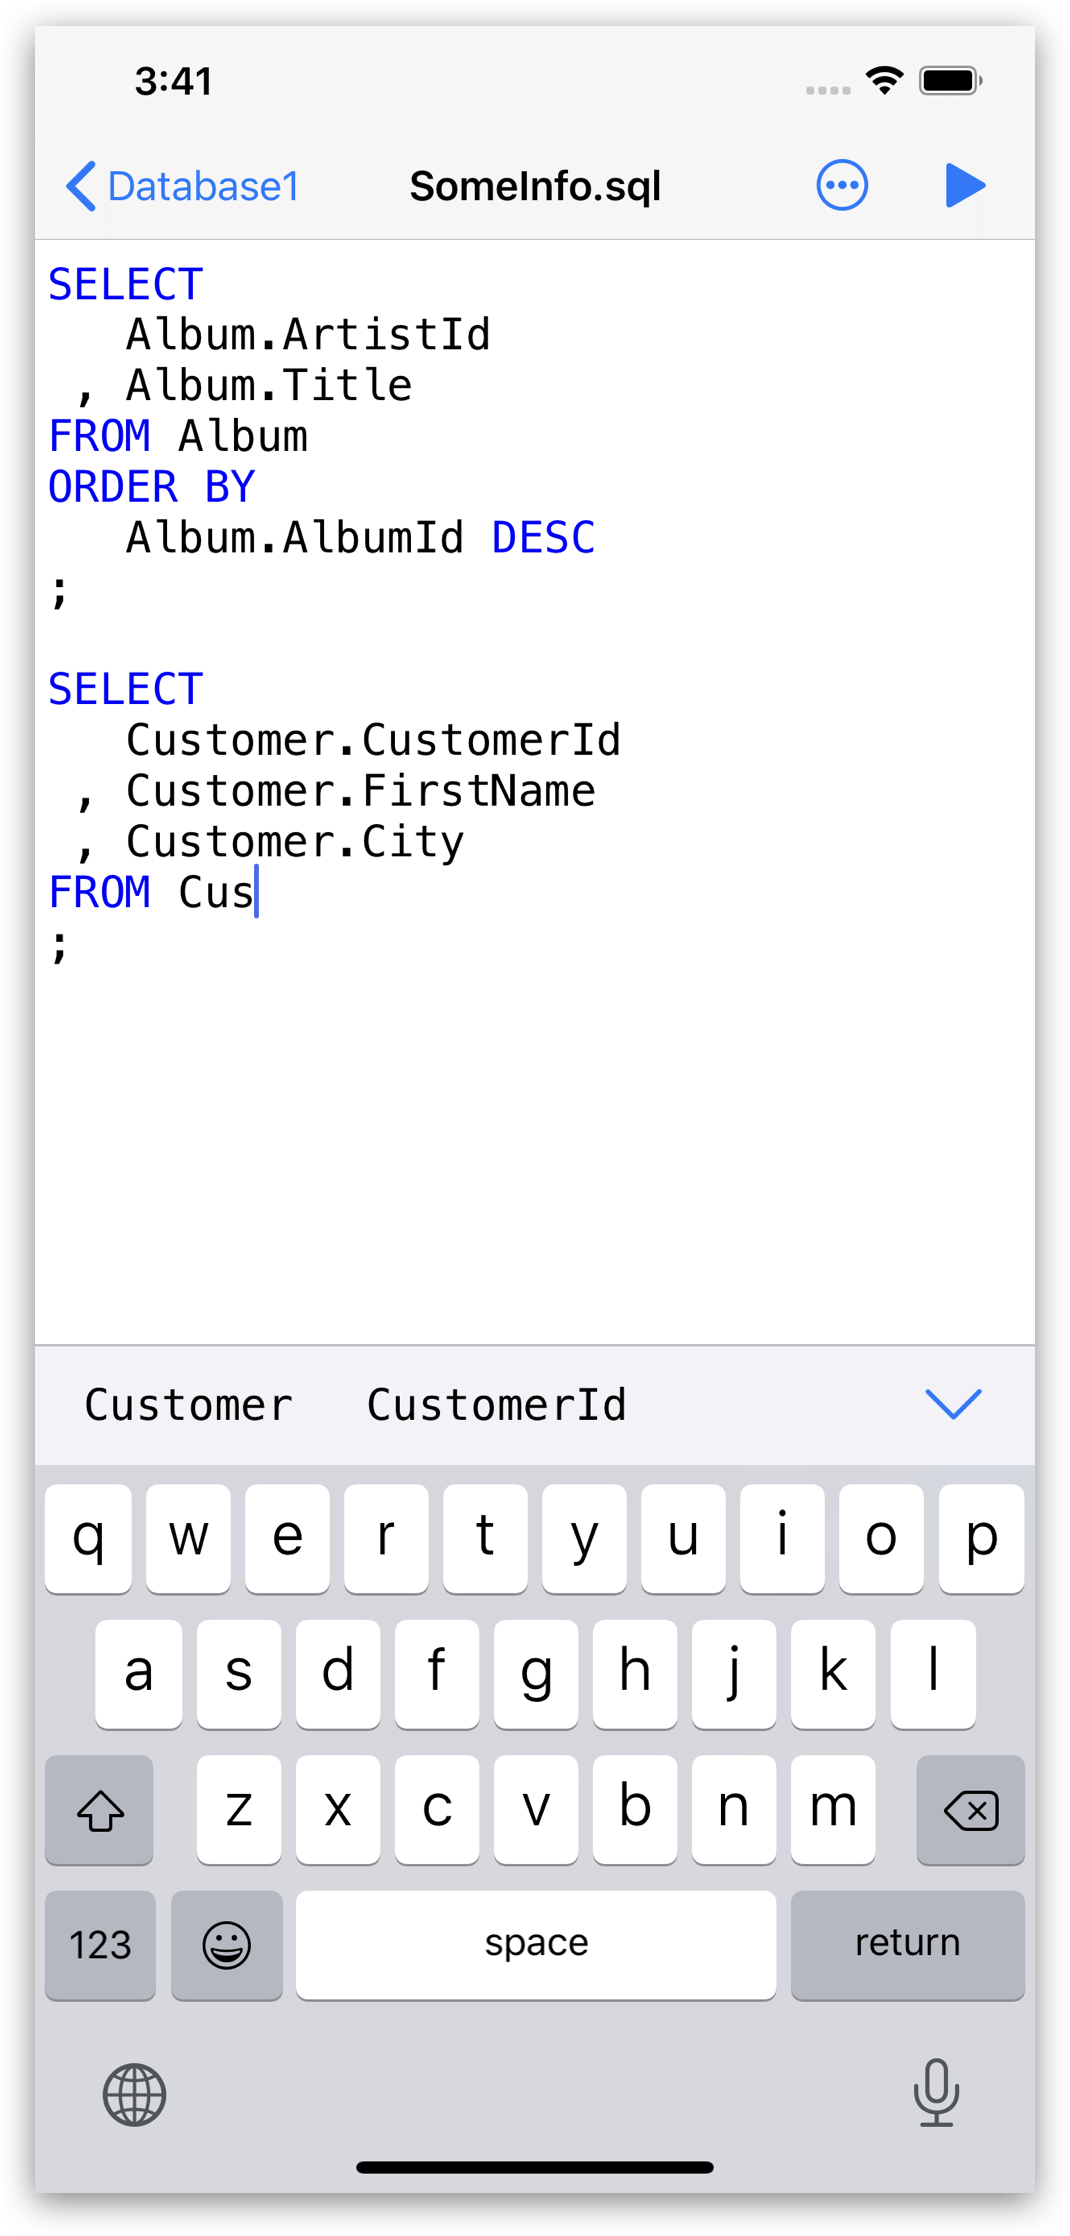 3:41
Database1 SomeInfo.sql
SELECT
   Album.ArtistId
 , Album.Title
FROM Album
ORDER BY
   Album.AlbumId DESC
;
SELECT
   Customer.CustomerId
 , Customer.FirstName
 , Customer.City
FROM Cus
;
Customer CustomerId
q w e r t y u i o p
a s d f g h j k l
z x c v b n m
123 space return